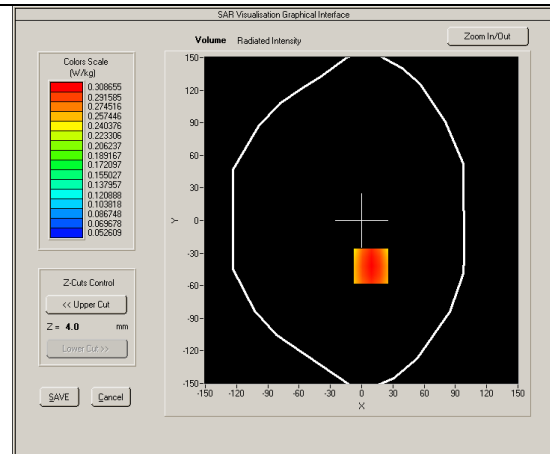 SAR Visualisation Graphical Interface
Volume Radiated Intensity
Zoom In/Out
Colors Scale
(W/kg)
0.308655
0.291585
0.274516
0.257446
0.240376
0.223306
0.206237
0.189167
0.172097
0.155027
0.137957
0.120888
0.103818
0.086748
0.069678
0.052609
Z-Cuts Control
<< Upper Cut
Z = 4.0 mm
Lower Cut >>
SAVE Cancel
150
120
90
60
30
0
-30
-60
-90
-120
-150
Y
-150 -120 -90 -60 -30 0 30 60 90 120 150
X